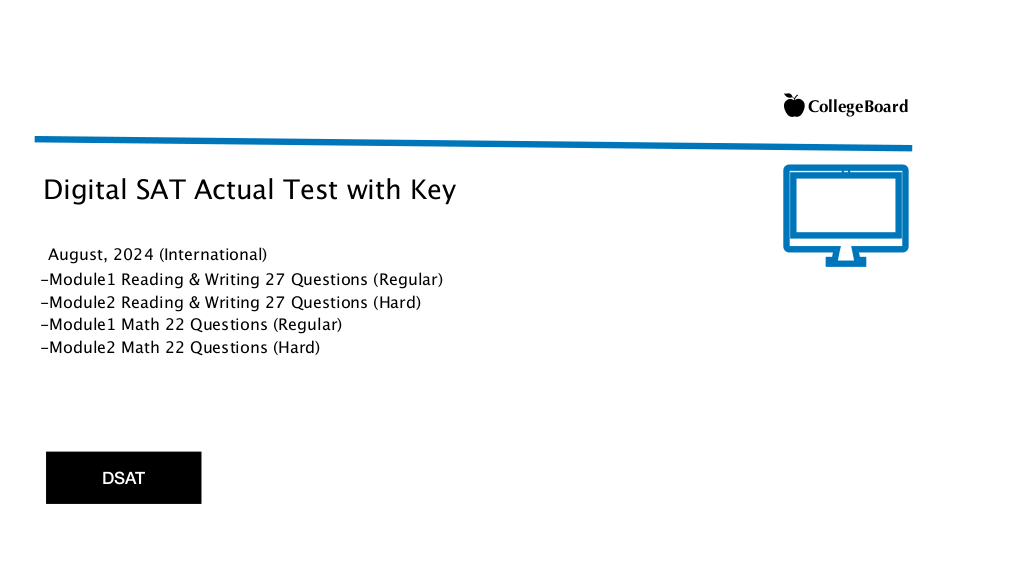 CollegeBoard
Digital SAT Actual Test with Key
August, 2024 (International)
-Module1 Reading & Writing 27 Questions (Regular)
-Module2 Reading & Writing 27 Questions (Hard)
-Module1 Math 22 Questions (Regular)
-Module2 Math 22 Questions (Hard)
DSAT